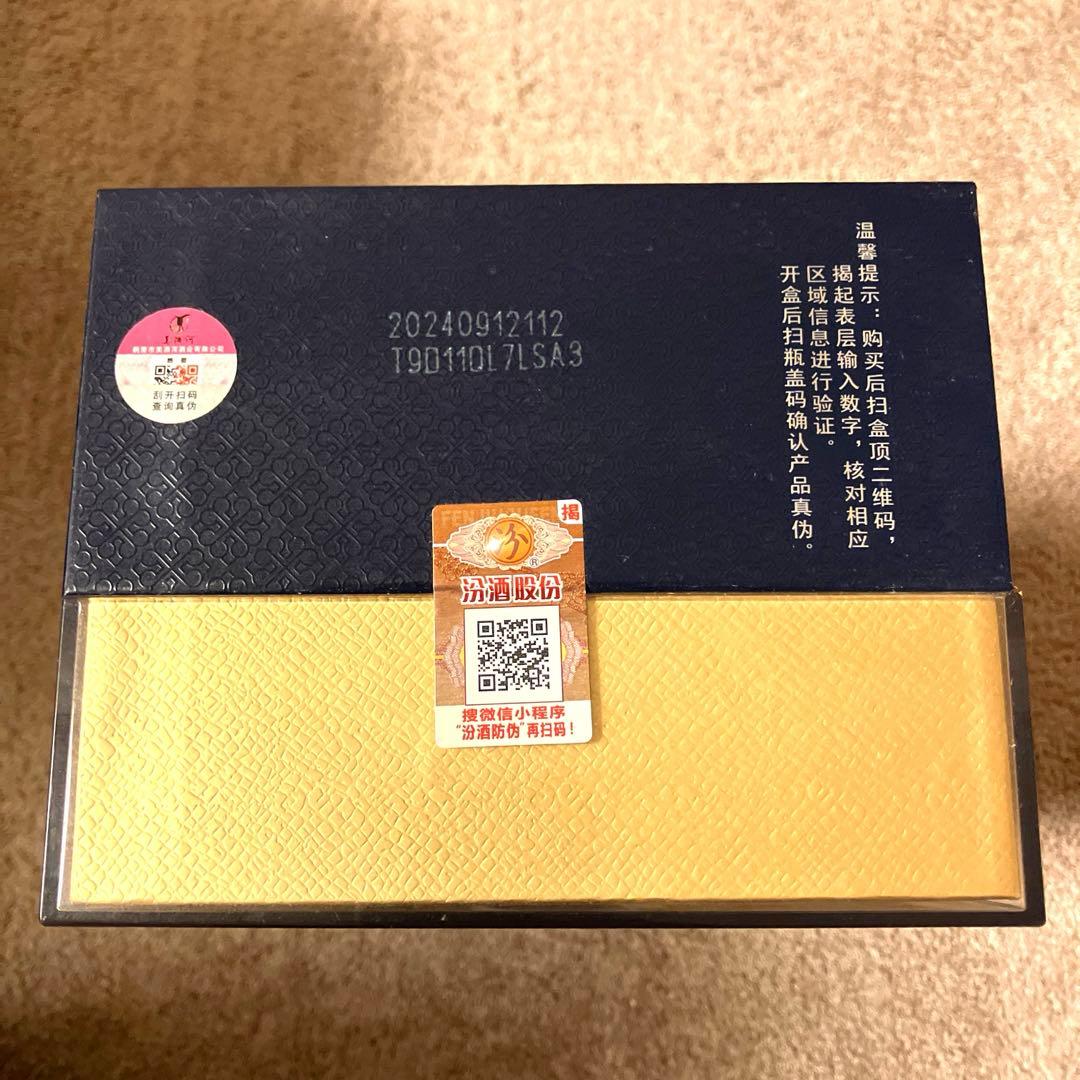 温馨提示：购买后扫盒顶二维码，
揭起表层输入数字，核对相应
区域信息进行验证。
开盒后扫瓶盖码确认产品真伪。
20240912112
T9D11QL7LSA3
刮开扫码
查询真伪
揭
汾
®
汾酒股份
搜微信小程序
“汾酒防伪”再扫码！